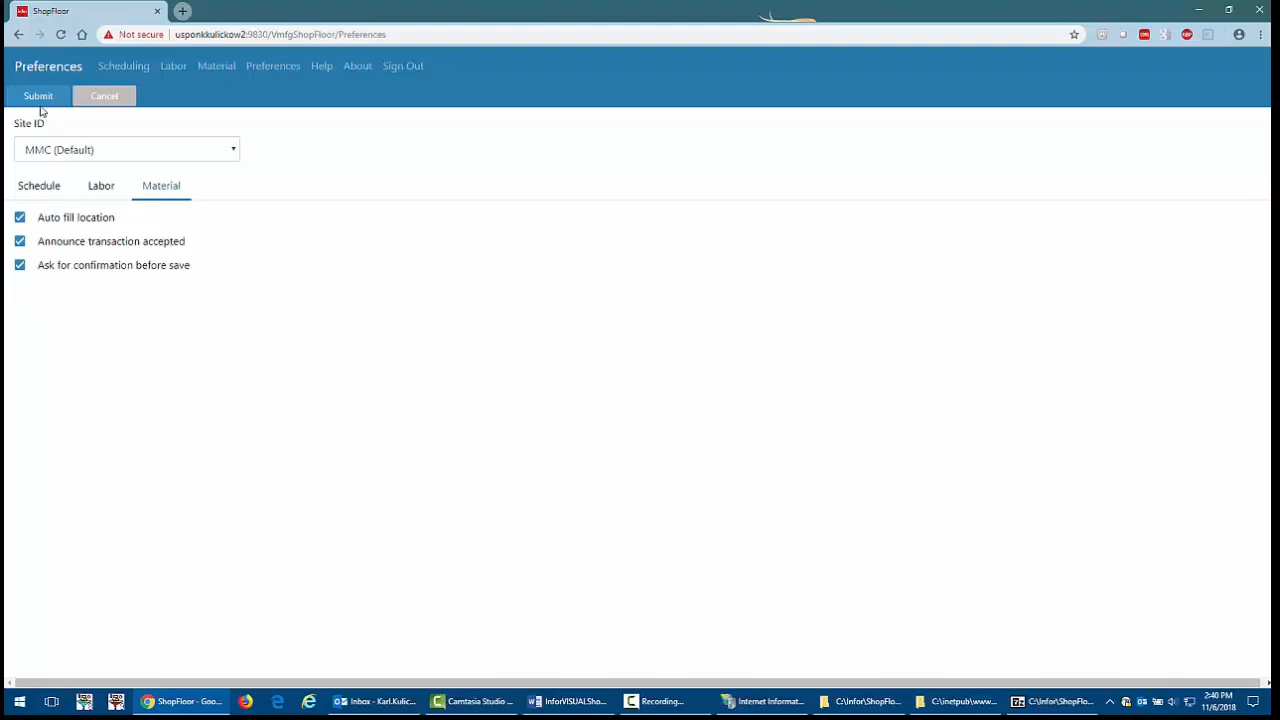 ShopFloor
Not secure usponkkulickow2:9830/VmfgShopFloor/Preferences
Preferences Scheduling Labor Material Preferences Help About Sign Out
Submit Cancel
Site ID
MMC (Default)
Schedule Labor Material
Auto fill location
Announce transaction accepted
Ask for confirmation before save
ShopFloor - Goo... Inbox - Karl.Kulic... Camtasia Studio ... InforVISUALSho... Recording... Internet Informat... C:\Infor\ShopFlo... C:\inetpub\www... C:\Infor\ShopFlo... 2:40 PM
11/6/2018